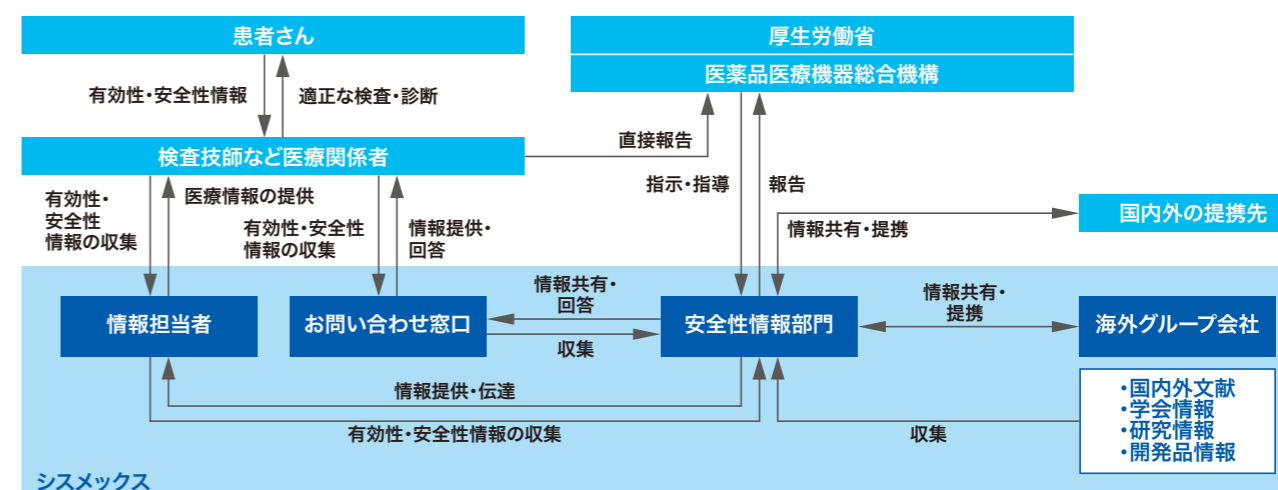 患者さん
厚生労働省
医薬品医療機器総合機構
有効性・安全性情報
適正な検査・診断
検査技師など医療関係者
直接報告
指示・指導
報告
国内外の提携先
情報共有・提携
有効性・
安全性
情報の収集
医療情報の提供
有効性・安全性
情報の収集
情報提供・
回答
情報担当者
お問い合わせ窓口
情報共有・
回答
収集
安全性情報部門
情報共有・
提携
海外グループ会社
情報提供・伝達
有効性・安全性情報の収集
収集
・国内外文献
・学会情報
・研究情報
・開発品情報
シスメックス